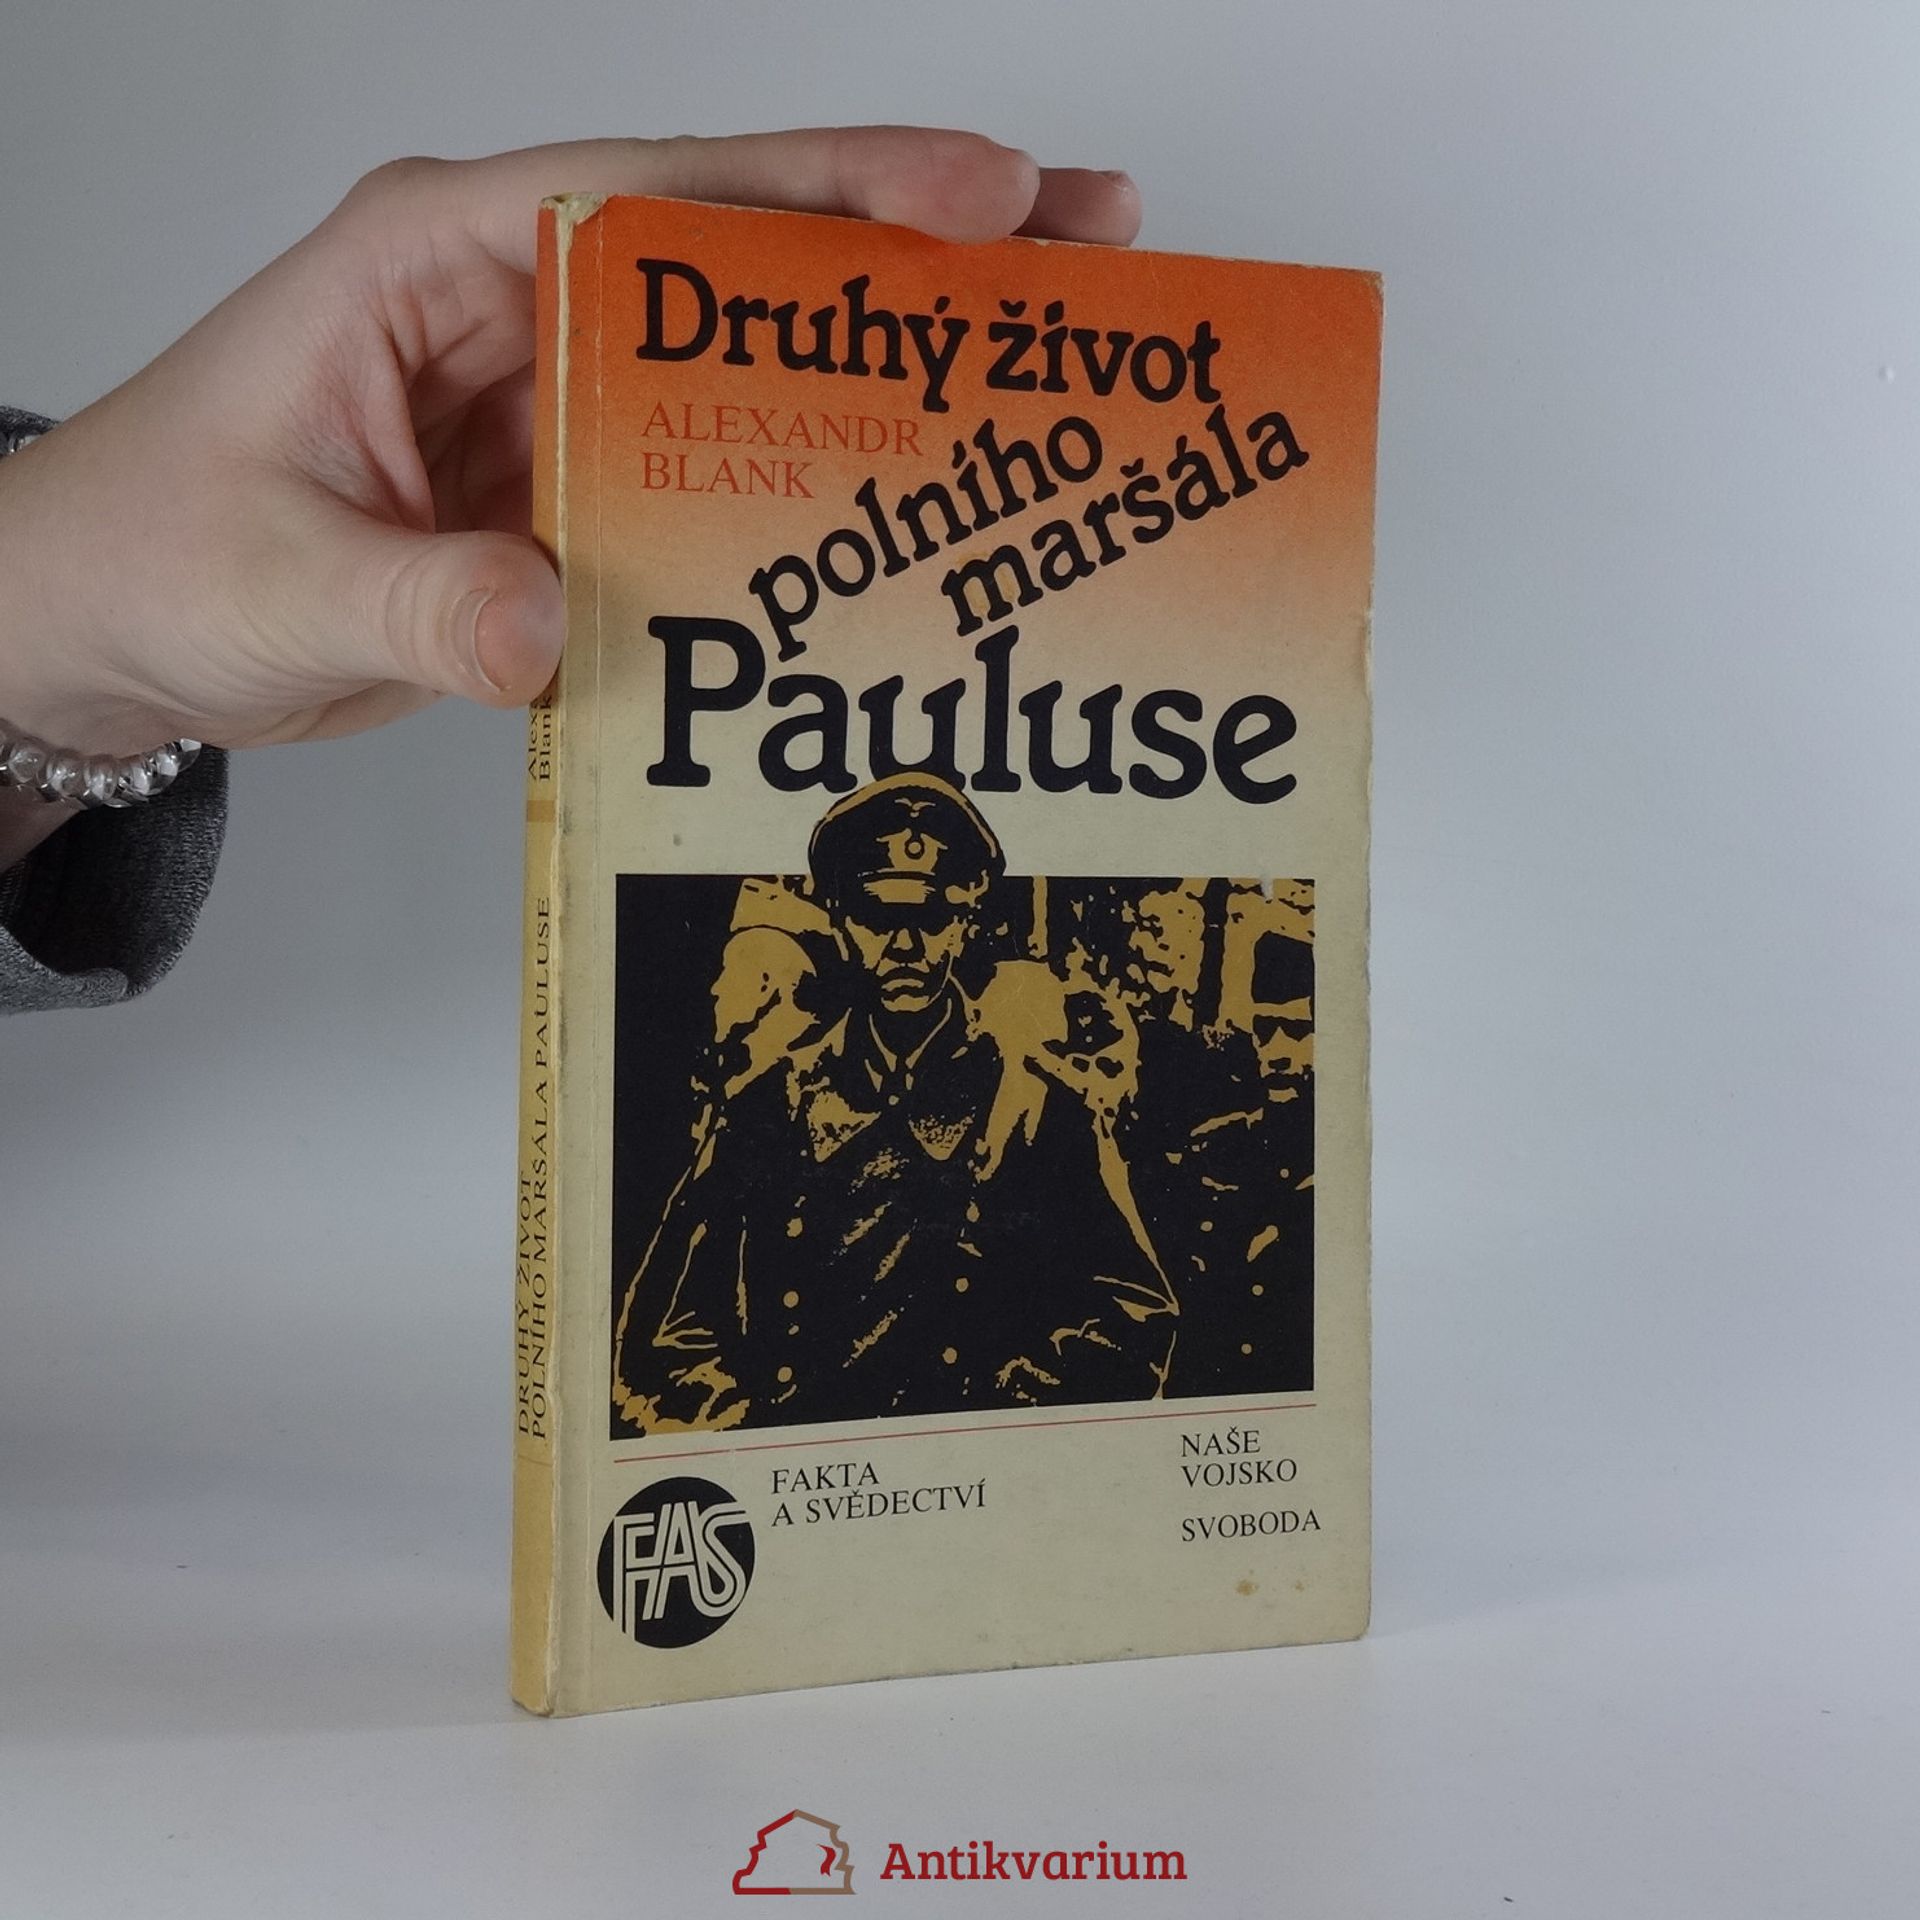 Druhý život
ALEXANDR
BLANK
polního
maršála
Pauluse
FAKTA
A SVĚDECTVÍ
NAŠE
VOJSKO
SVOBODA
FAS
Blank
DRUHÝ ŽIVOT
POLNÍHO MARŠÁLA PAULUSE
Antikvarium